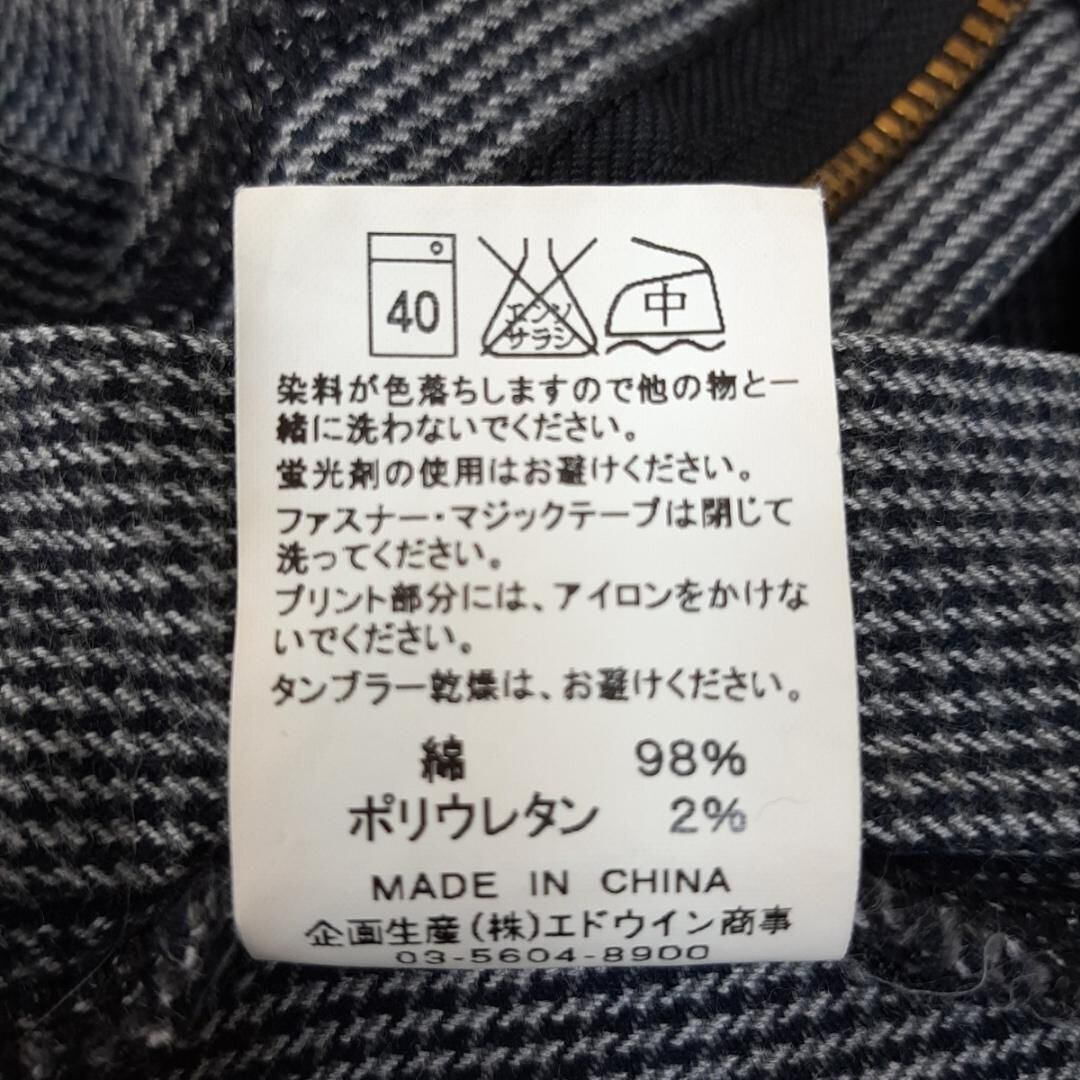 40
エンソ
サラシ
中
染料が色落ちしますので他の物と一
緒に洗わないでください。
蛍光剤の使用はお避けください。
ファスナー・マジックテープは閉じて
洗ってください。
プリント部分には、アイロンをかけな
いでください。
タンブラー乾燥は、お避けください。
綿 98%
ポリウレタン 2%
MADE IN CHINA
企画生産(株)エドウイン商事
03-5604-8900